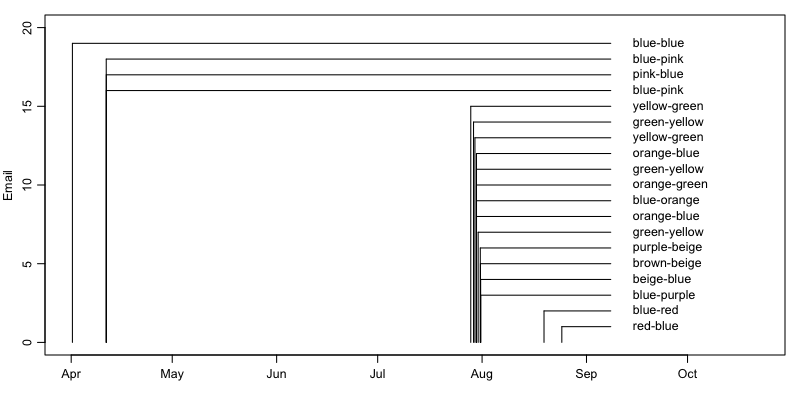 20
15
10
5
0
Email
blue-blue
blue-pink
pink-blue
blue-pink
yellow-green
green-yellow
yellow-green
orange-blue
green-yellow
orange-green
blue-orange
orange-blue
green-yellow
purple-beige
brown-beige
beige-blue
blue-purple
blue-red
red-blue
Apr May Jun Jul Aug Sep Oct